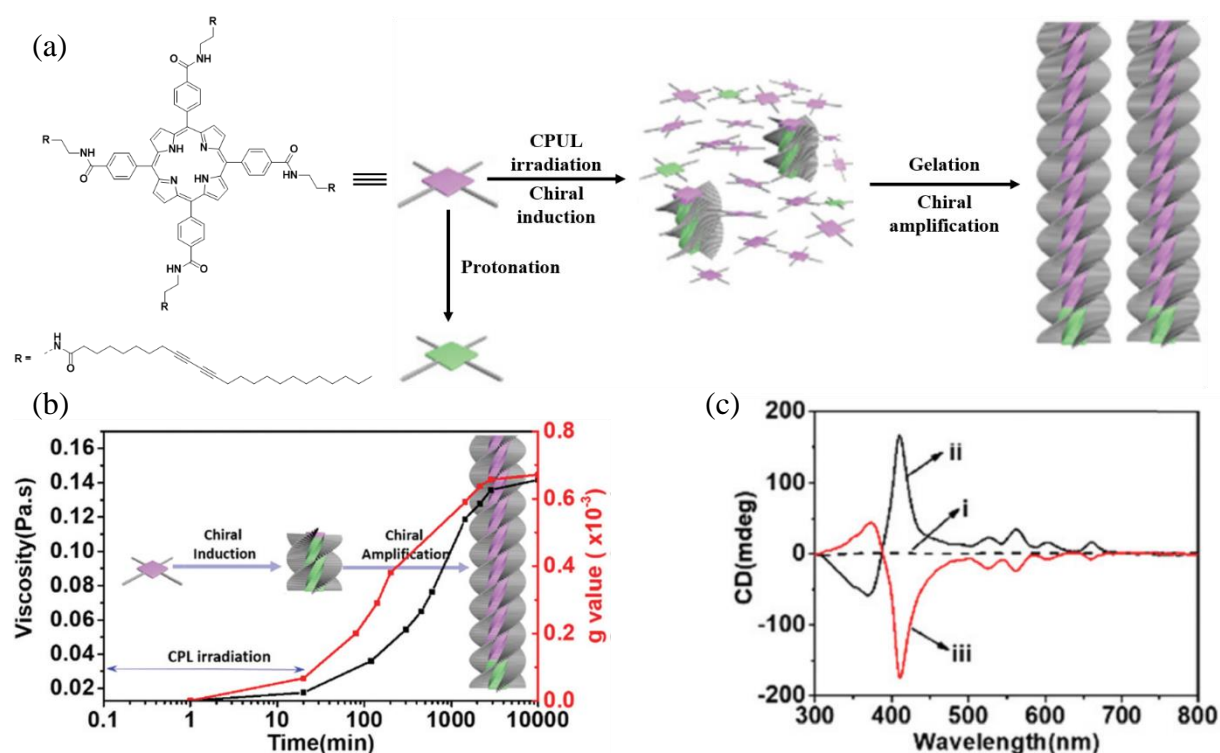 (a)
R
O
NH
N
NH
HN
N
R
NH
O
O
NH
R
O
HN
R
R =
H
N
O
CPUL
irradiation
Chiral
induction
Protonation
Gelation
Chiral
amplification
(b)
Viscosity(Pa.s)
0.16
0.14
0.12
0.10
0.08
0.06
0.04
0.02
Chiral
Induction
Chiral
Amplification
CPL irradiation
0.8
0.6
0.4
0.2
0.0
g value ( x10-3)
0.1
1
10
100
1000
10000
Time(min)
(c)
CD(mdeg)
200
100
0
-100
-200
ii
i
iii
300
400
500
600
700
800
Wavelength(nm)